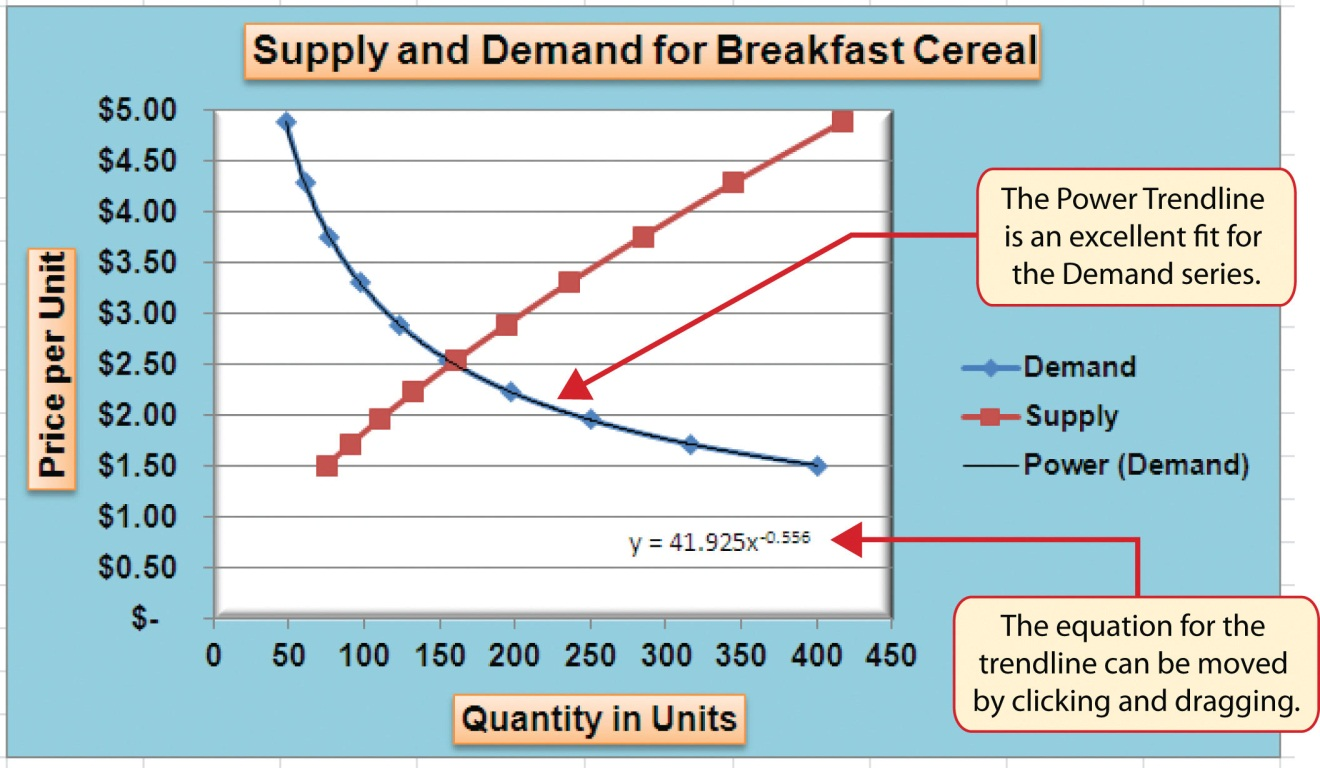 Supply and Demand for Breakfast Cereal
$5.00
$4.50
$4.00
$3.50
$3.00
$2.50
$2.00
$1.50
$1.00
$0.50
$-
Price per Unit
0 50 100 150 200 250 300 350 400 450
Quantity in Units
y = 41.925x^-0.556
The Power Trendline
is an excellent fit for
the Demand series.
Demand
Supply
Power (Demand)
The equation for the
trendline can be moved
by clicking and dragging.